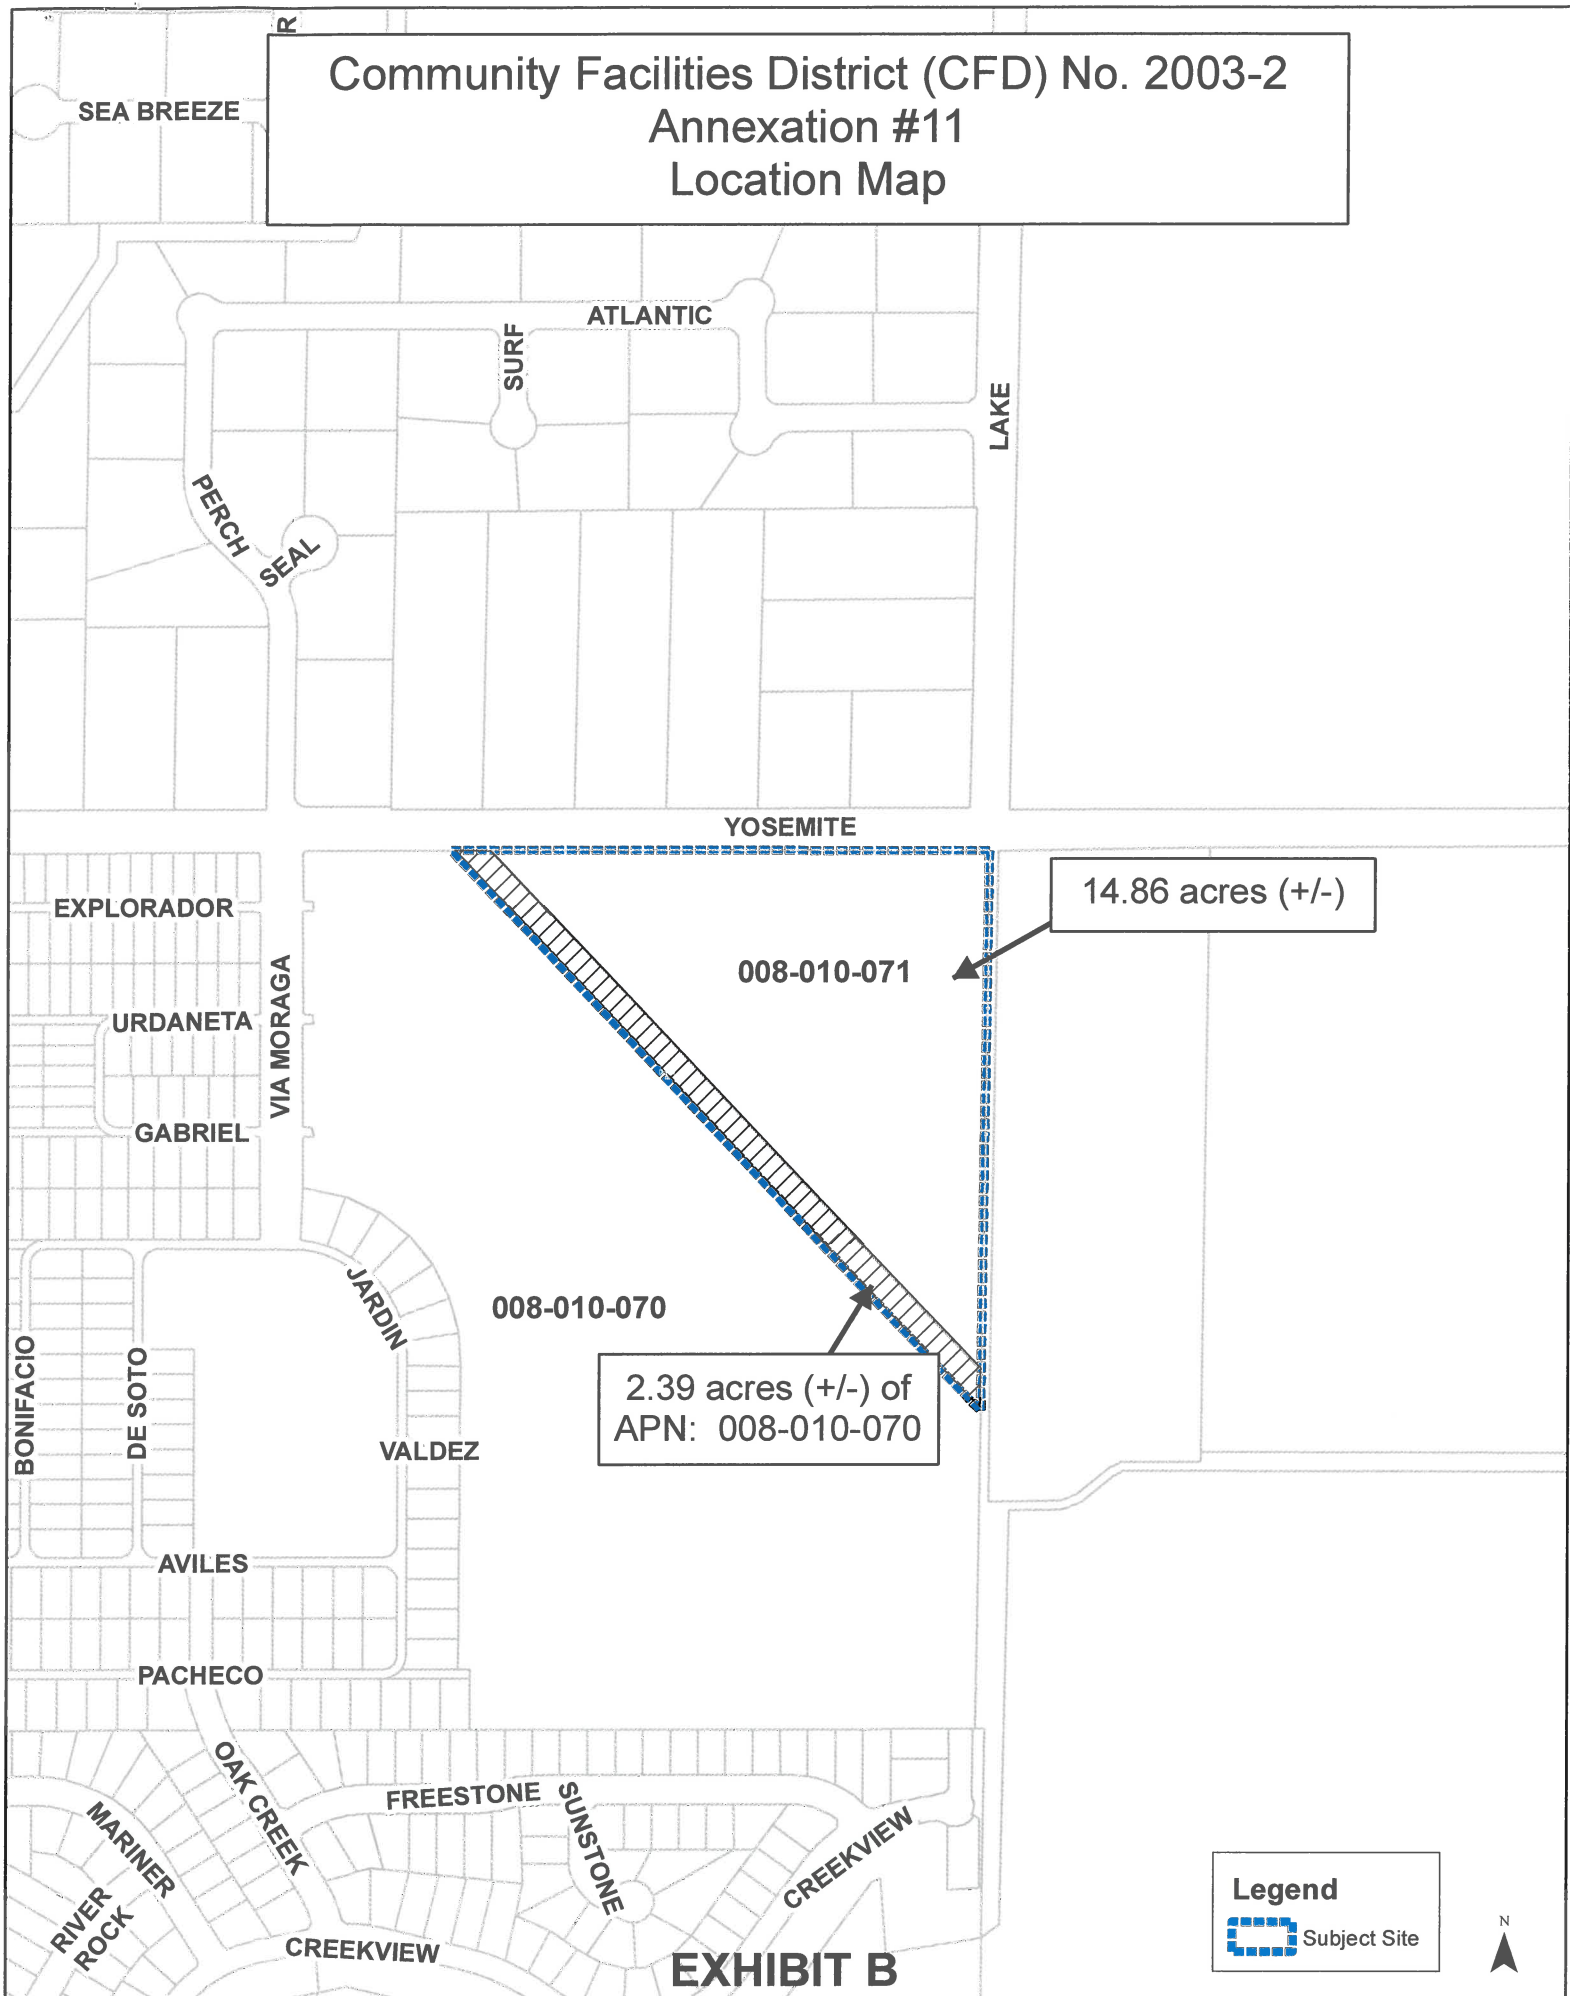 R
Community Facilities District (CFD) No. 2003-2
Annexation #11
Location Map
SEA BREEZE
ATLANTIC
SURF
LAKE
PERCH
SEAL
YOSEMITE
14.86 acres (+/-)
EXPLORADOR
008-010-071
VIA MORAGA
URDANETA
GABRIEL
JARDIN
008-010-070
BONIFACIO
DE SOTO
2.39 acres (+/-) of
APN: 008-010-070
VALDEZ
AVILES
PACHECO
OAK CREEK
FREESTONE
SUNSTONE
MARINER
CREEKVIEW
RIVER
ROCK
CREEKVIEW
EXHIBIT B
Legend
Subject Site
N